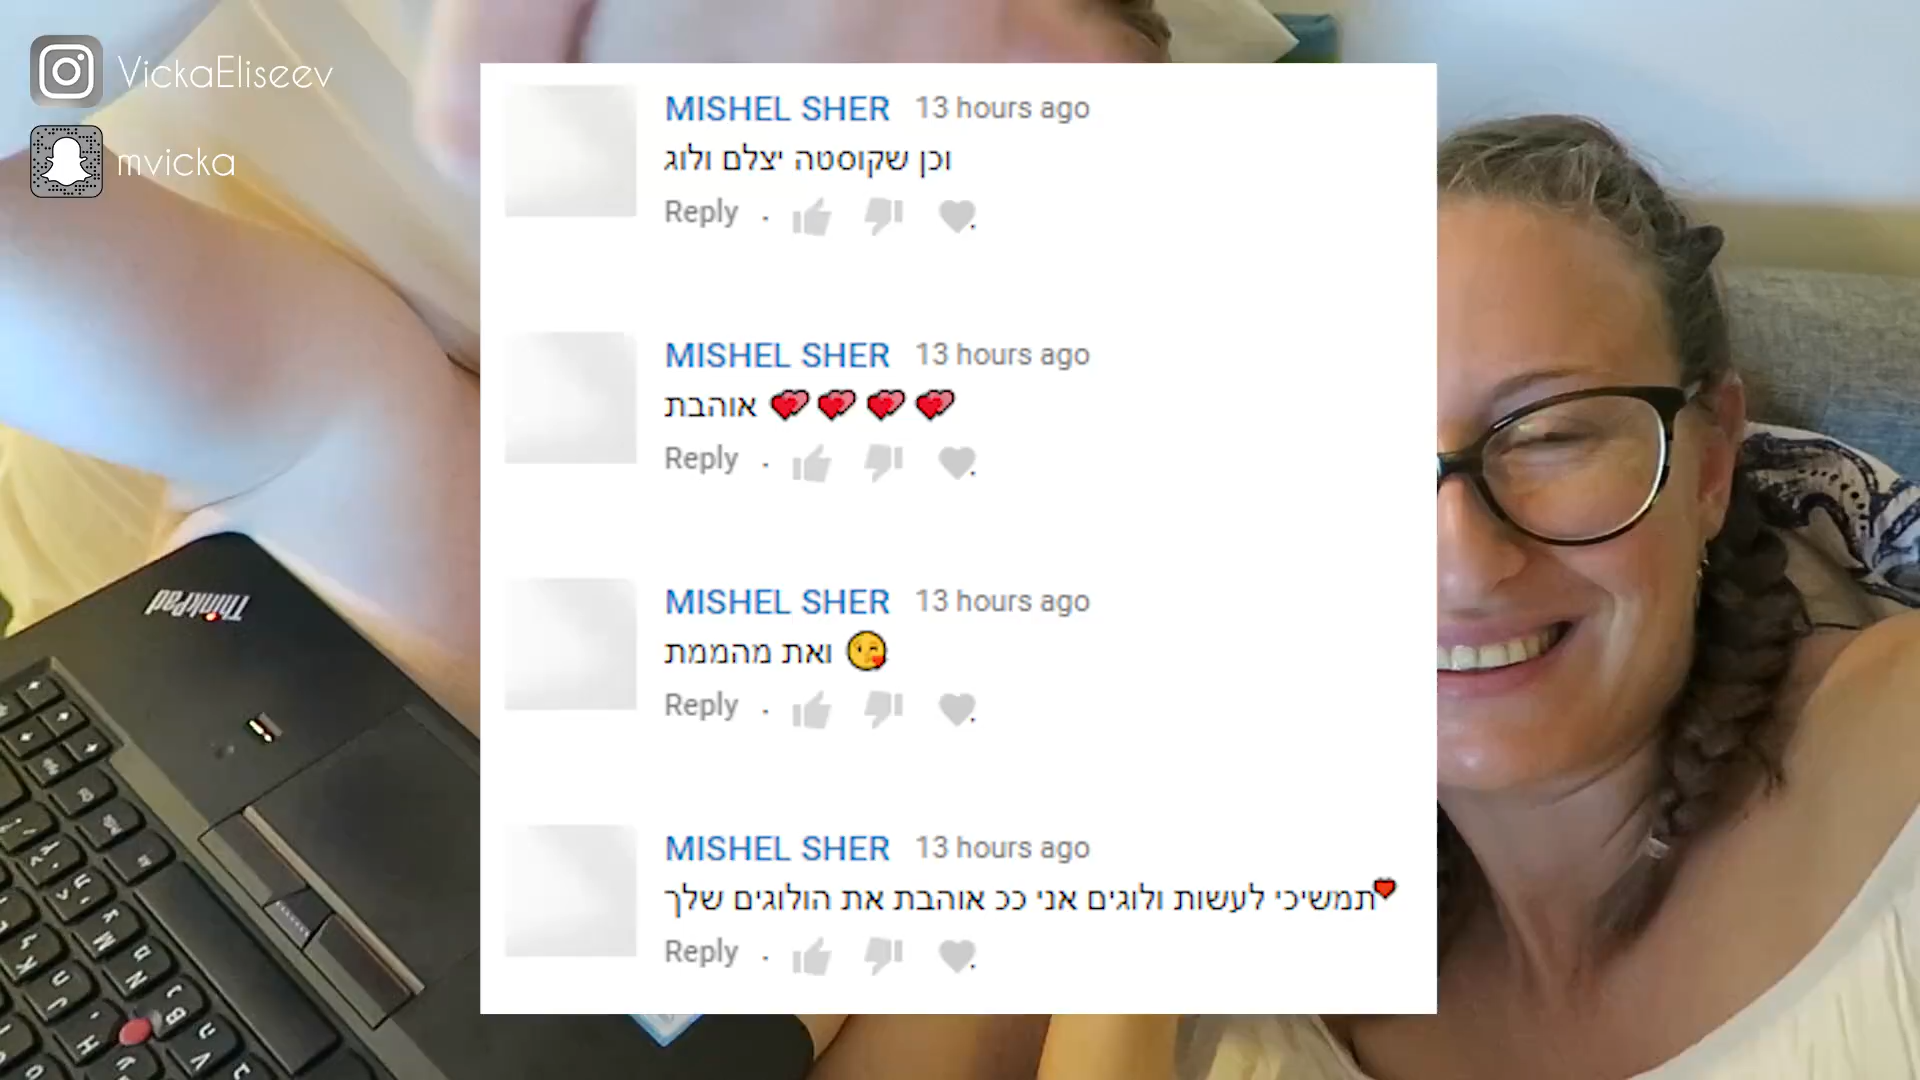 VickaEliseev
mvicka
MISHEL SHER 13 hours ago
וכן שקוסטה יצלם ולוג
Reply
MISHEL SHER 13 hours ago
אוהבת 💕💕💕💕
Reply
MISHEL SHER 13 hours ago
ואת מהממת 😘
Reply
MISHEL SHER 13 hours ago
תמשיכי לעשות ולוגים אני ככ אוהבת את הולוגים שלך❤
Reply
ThinkPad